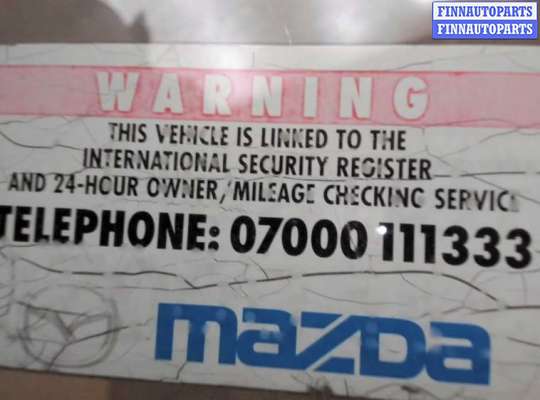 FINNAUTOPARTS
FINNAUTOPARTS
WARNING
THIS VEHICLE IS LINKED TO THE
INTERNATIONAL SECURITY REGISTER
AND 24-HOUR OWNER/MILEAGE CHECKING SERVICE
TELEPHONE: 07000 111333
mazda